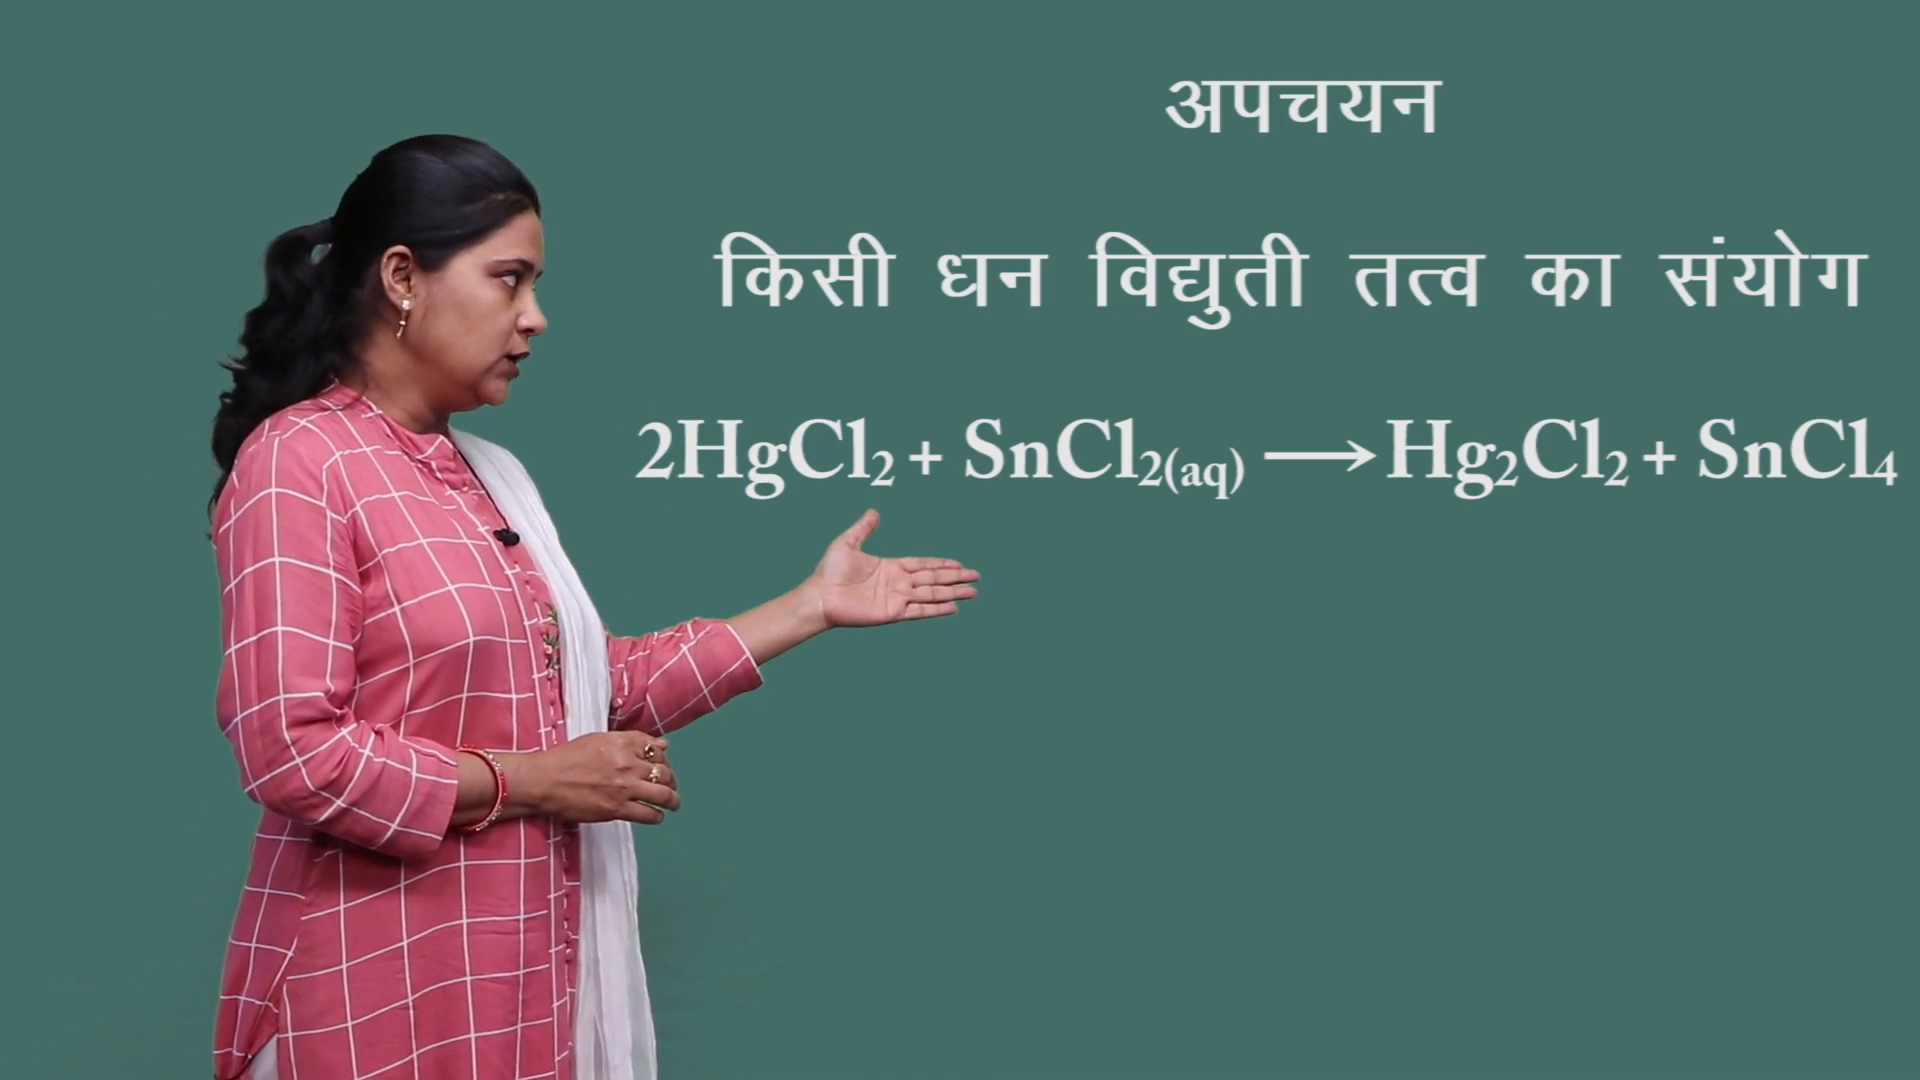 अपचयन
किसी धन विद्युती तत्व का संयोग
2HgCl₂ + SnCl₂(aq) ⟶ Hg₂Cl₂ + SnCl₄